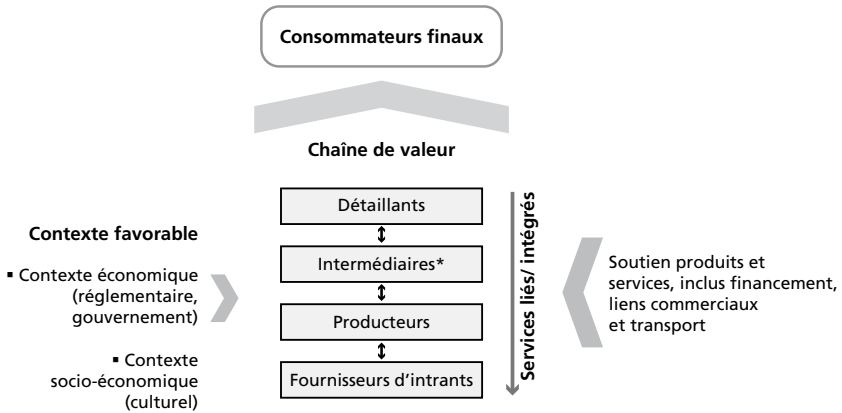 Consommateurs finaux
Chaîne de valeur
Détaillants
Intermédiaires*
Producteurs
Fournisseurs d’intrants
Services liés/ intégrés
Contexte favorable
▪ Contexte économique
(réglementaire,
gouvernement)
▪ Contexte
socio-économique
(culturel)
Soutien produits et
services, inclus financement,
liens commerciaux
et transport